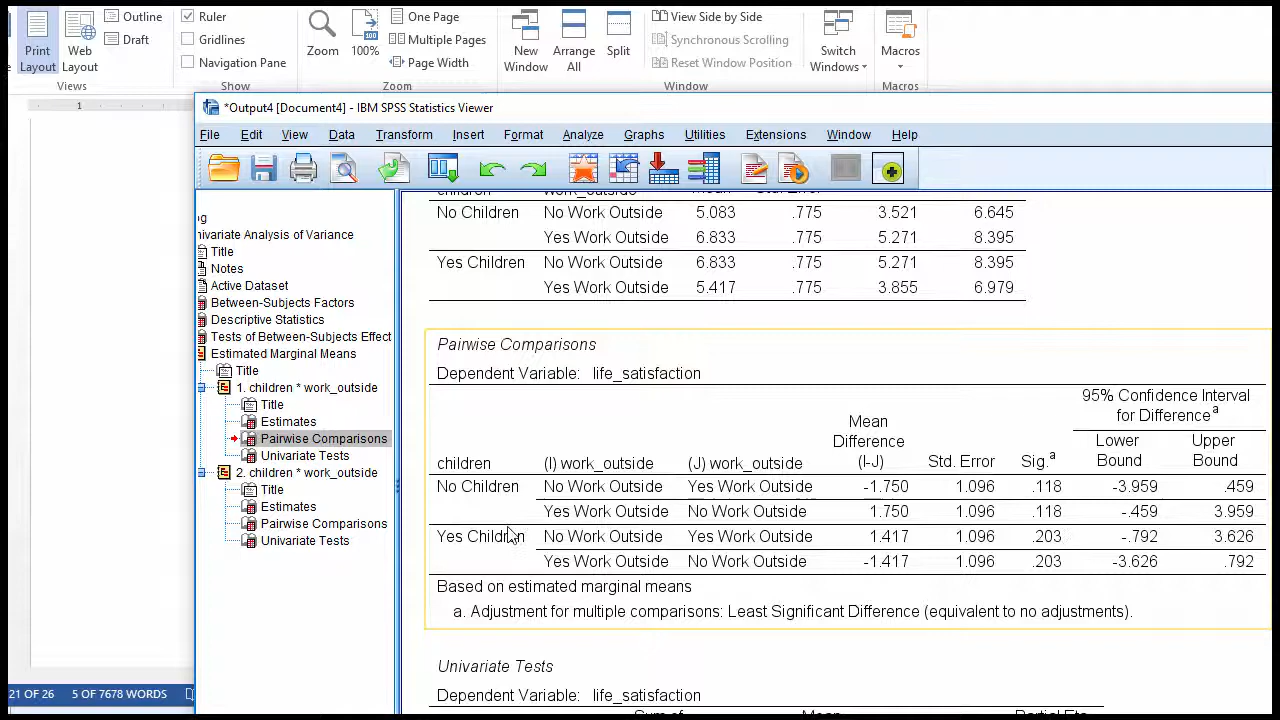 Print Layout
Web Layout
Outline
Draft
Views
Ruler
Gridlines
Navigation Pane
Show
Zoom
100%
One Page
Multiple Pages
Page Width
Zoom
New Window
Arrange All
Split
View Side by Side
Synchronous Scrolling
Reset Window Position
Window
Switch Windows
Macros
Macros
1
*Output4 [Document4] - IBM SPSS Statistics Viewer
File Edit View Data Transform Insert Format Analyze Graphs Utilities Extensions Window Help
ng
nivariate Analysis of Variance
Title
Notes
Active Dataset
Between-Subjects Factors
Descriptive Statistics
Tests of Between-Subjects Effect
Estimated Marginal Means
Title
1. children * work_outside
Title
Estimates
Pairwise Comparisons
Univariate Tests
2. children * work_outside
Title
Estimates
Pairwise Comparisons
Univariate Tests
children work_outside Mean Std. Error
No Children No Work Outside 5.083 .775 3.521 6.645
Yes Work Outside 6.833 .775 5.271 8.395
Yes Children No Work Outside 6.833 .775 5.271 8.395
Yes Work Outside 5.417 .775 3.855 6.979
Pairwise Comparisons
Dependent Variable: life_satisfaction
95% Confidence Interval for Differenceᵃ
children (I) work_outside (J) work_outside Mean Difference (I-J) Std. Error Sig.ᵃ Lower Bound Upper Bound
No Children No Work Outside Yes Work Outside -1.750 1.096 .118 -3.959 .459
Yes Work Outside No Work Outside 1.750 1.096 .118 -.459 3.959
Yes Children No Work Outside Yes Work Outside 1.417 1.096 .203 -.792 3.626
Yes Work Outside No Work Outside -1.417 1.096 .203 -3.626 .792
Based on estimated marginal means
a. Adjustment for multiple comparisons: Least Significant Difference (equivalent to no adjustments).
Univariate Tests
Dependent Variable: life_satisfaction
Sum of Mean Partial Eta
21 OF 26 5 OF 7678 WORDS